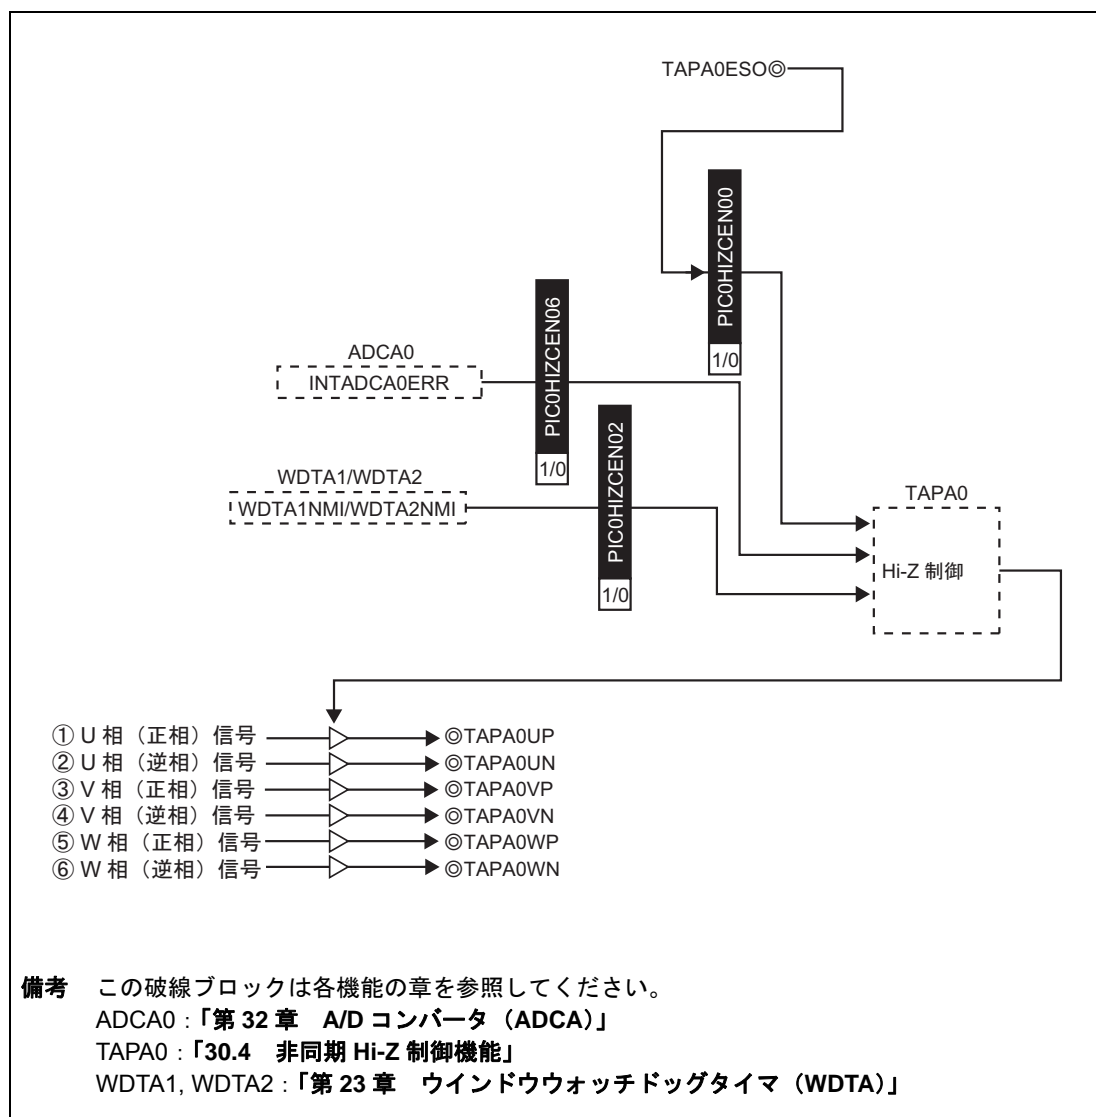 TAPA0ESO◎
PIC0HIZCEN00
1/0
PIC0HIZCEN06
1/0
ADCA0
INTADCA0ERR
PIC0HIZCEN02
1/0
WDTA1/WDTA2
WDTA1NMI/WDTA2NMI
TAPA0
Hi-Z 制御
① U 相（正相）信号 ◎TAPA0UP
② U 相（逆相）信号 ◎TAPA0UN
③ V 相（正相）信号 ◎TAPA0VP
④ V 相（逆相）信号 ◎TAPA0VN
⑤ W 相（正相）信号 ◎TAPA0WP
⑥ W 相（逆相）信号 ◎TAPA0WN
備考 この破線ブロックは各機能の章を参照してください。
ADCA0 : 「第 32 章 A/D コンバータ（ADCA）」
TAPA0 : 「30.4 非同期 Hi-Z 制御機能」
WDTA1, WDTA2 : 「第 23 章 ウインドウウォッチドッグタイマ（WDTA）」